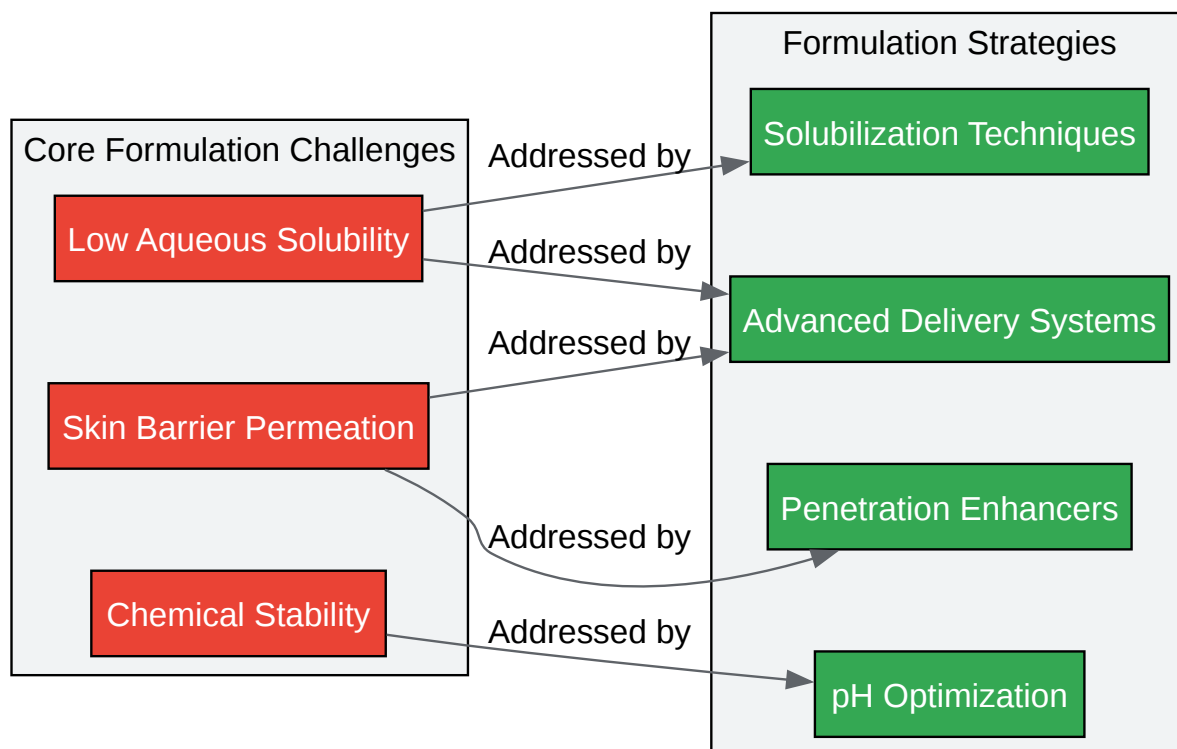 Core Formulation Challenges
Low Aqueous Solubility
Skin Barrier Permeation
Chemical Stability
Addressed by
Addressed by
Addressed by
Addressed by
Addressed by
Formulation Strategies
Solubilization Techniques
Advanced Delivery Systems
Penetration Enhancers
pH Optimization